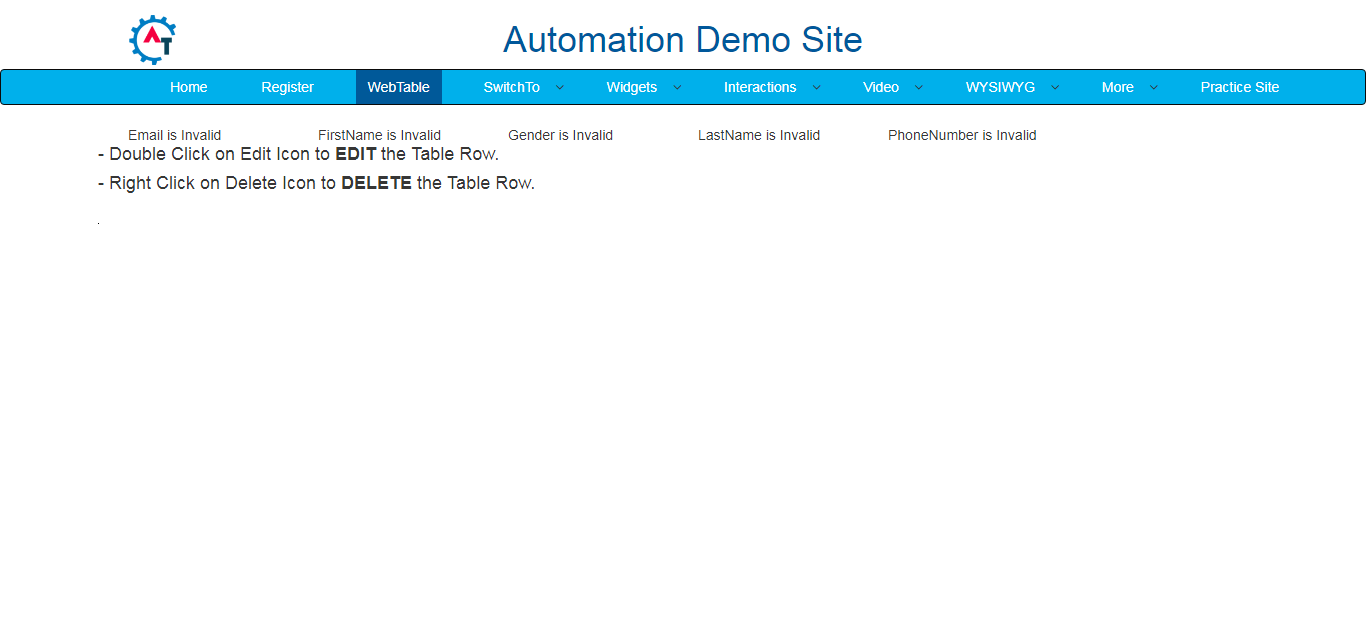 AT
Automation Demo Site
Home Register WebTable SwitchTo Widgets Interactions Video WYSIWYG More Practice Site
Email is Invalid FirstName is Invalid Gender is Invalid LastName is Invalid PhoneNumber is Invalid
- Double Click on Edit Icon to EDIT the Table Row.
- Right Click on Delete Icon to DELETE the Table Row.
.